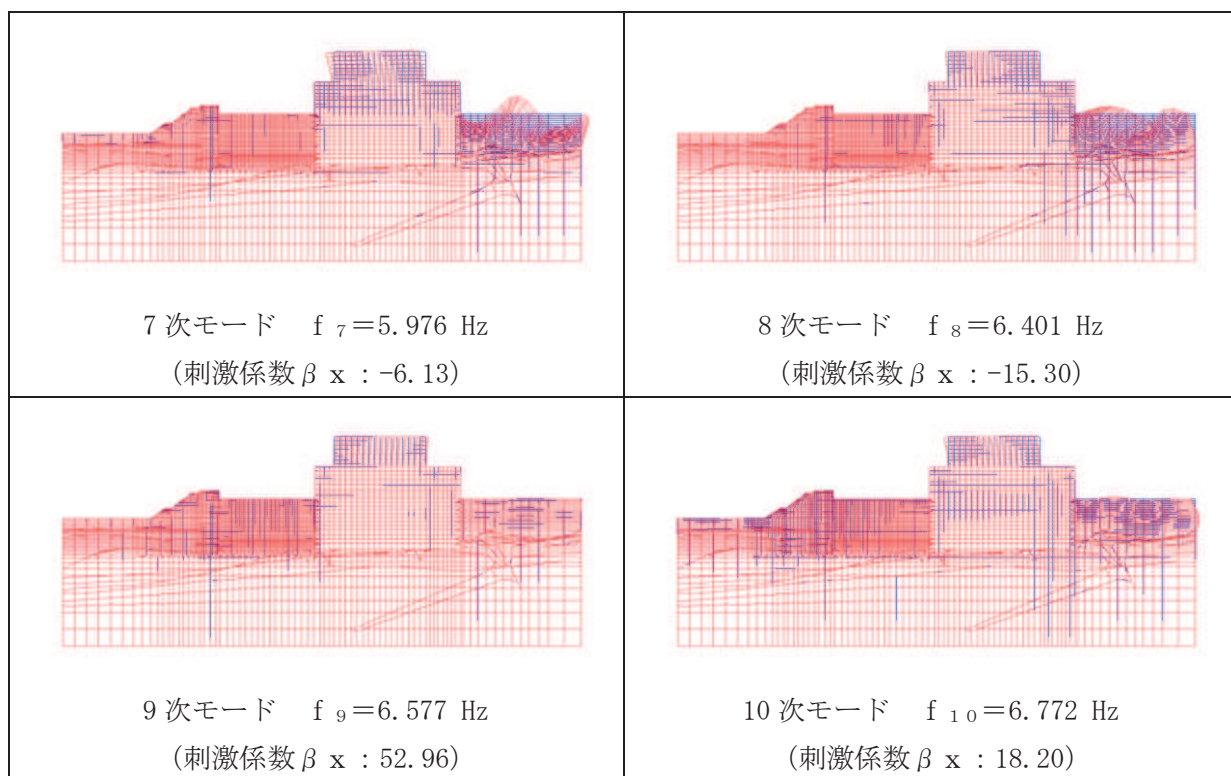 7 次モード f ₇=5.976 Hz
(刺激係数β x :-6.13)
8 次モード f ₈=6.401 Hz
(刺激係数β x :-15.30)
9 次モード f ₉=6.577 Hz
(刺激係数β x :52.96)
10 次モード f ₁₀=6.772 Hz
(刺激係数β x :18.20)